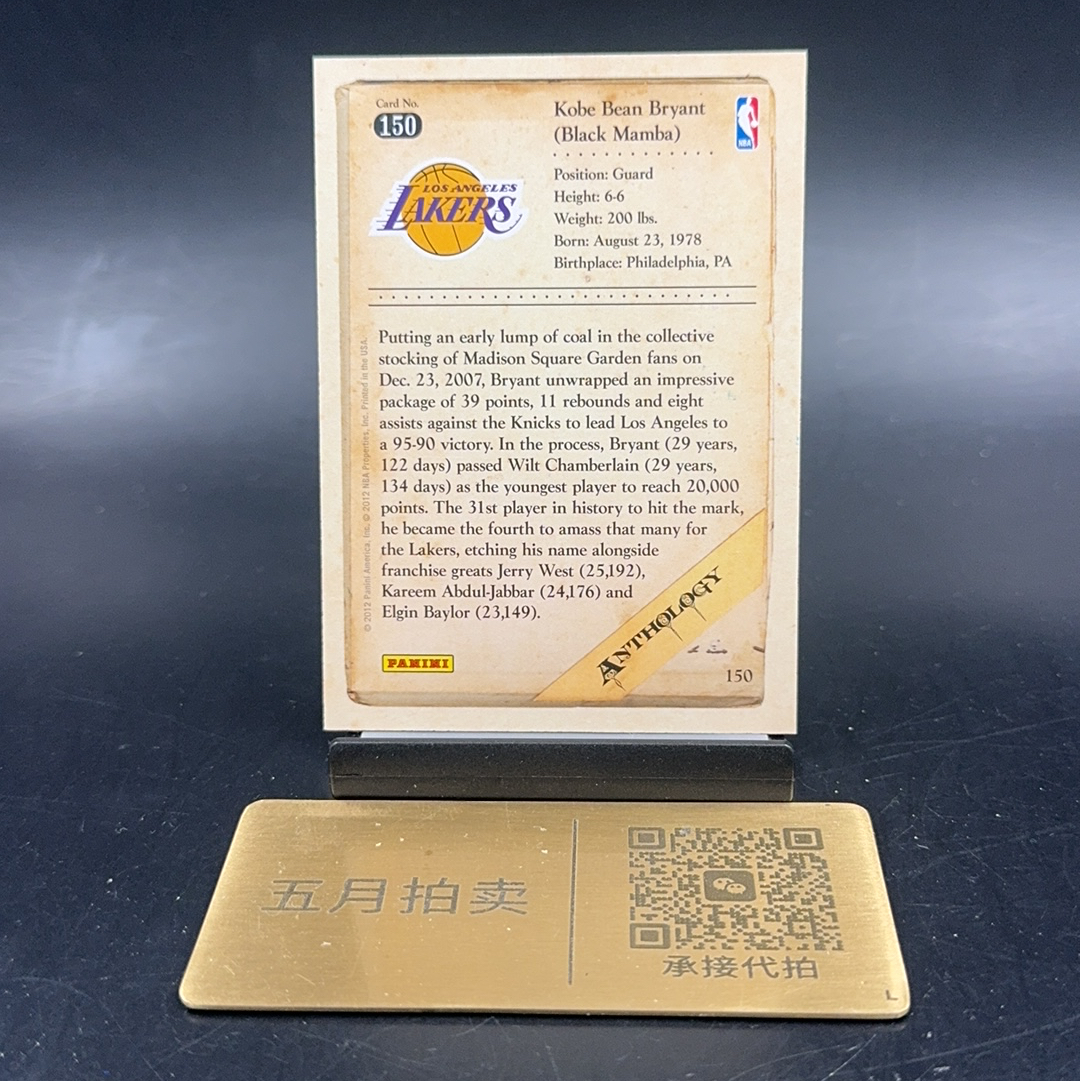 Card No.
150
LOS ANGELES
LAKERS
Kobe Bean Bryant
(Black Mamba)
NBA
Position: Guard
Height: 6-6
Weight: 200 lbs.
Born: August 23, 1978
Birthplace: Philadelphia, PA
Putting an early lump of coal in the collective
stocking of Madison Square Garden fans on
Dec. 23, 2007, Bryant unwrapped an impressive
package of 39 points, 11 rebounds and eight
assists against the Knicks to lead Los Angeles to
a 95-90 victory. In the process, Bryant (29 years,
122 days) passed Wilt Chamberlain (29 years,
134 days) as the youngest player to reach 20,000
points. The 31st player in history to hit the mark,
he became the fourth to amass that many for
the Lakers, etching his name alongside
franchise greats Jerry West (25,192),
Kareem Abdul-Jabbar (24,176) and
Elgin Baylor (23,149).
© 2012 Panini America, Inc. © 2012 NBA Properties, Inc. Printed in the USA.
ANTHOLOGY
PANINI
150
五月拍卖
承接代拍
L